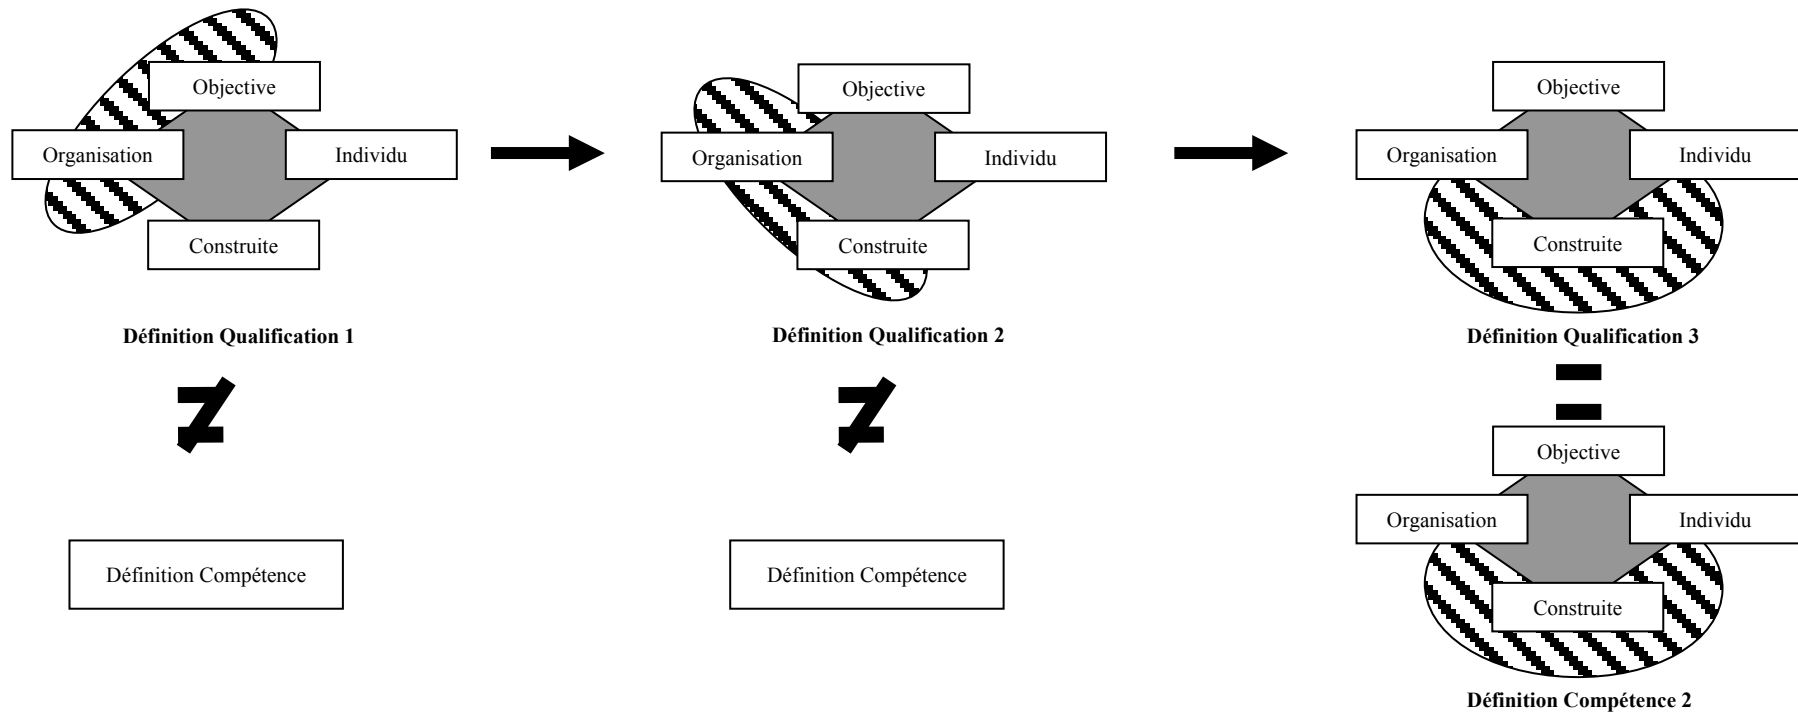 Objective
Organisation
Individu
Construite
Définition Qualification 1
Objective
Organisation
Individu
Construite
Définition Qualification 2
Objective
Organisation
Individu
Construite
Définition Qualification 3
≠
≠
=
Définition Compétence
Définition Compétence
Objective
Organisation
Individu
Construite
Définition Compétence 2